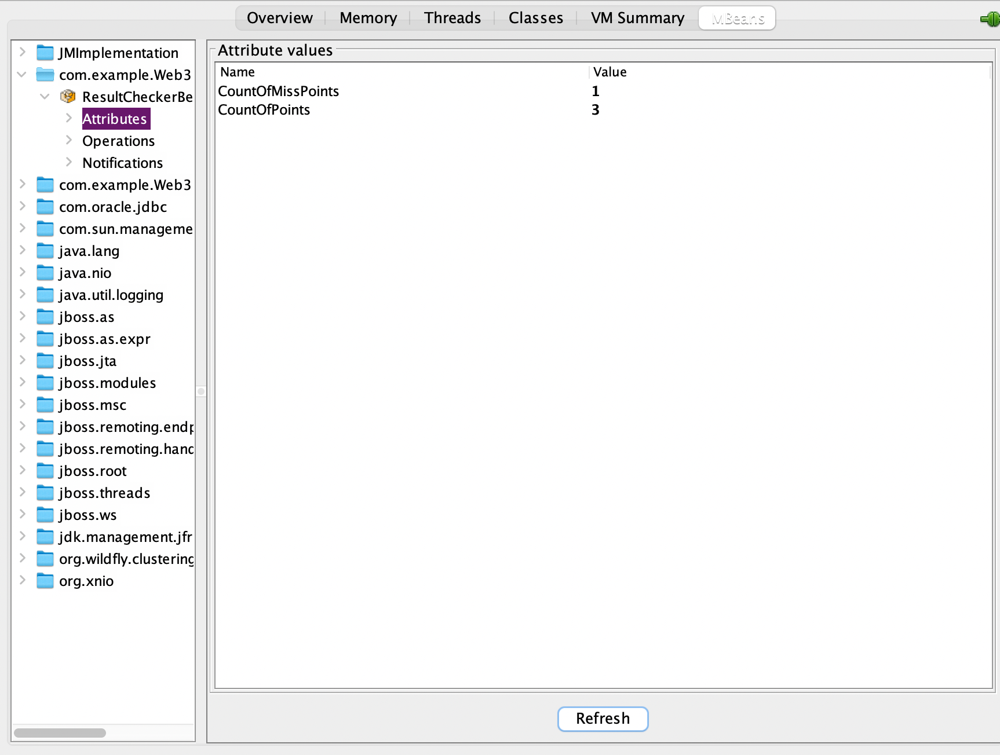 Overview Memory Threads Classes VM Summary MBeans
JMImplementation
com.example.Web3
ResultCheckerBe
Attributes
Operations
Notifications
com.example.Web3
com.oracle.jdbc
com.sun.manageme
java.lang
java.nio
java.util.logging
jboss.as
jboss.as.expr
jboss.jta
jboss.modules
jboss.msc
jboss.remoting.endp
jboss.remoting.hand
jboss.root
jboss.threads
jboss.ws
jdk.management.jfr
org.wildfly.clustering
org.xnio
Attribute values
Name Value
CountOfMissPoints 1
CountOfPoints 3
Refresh